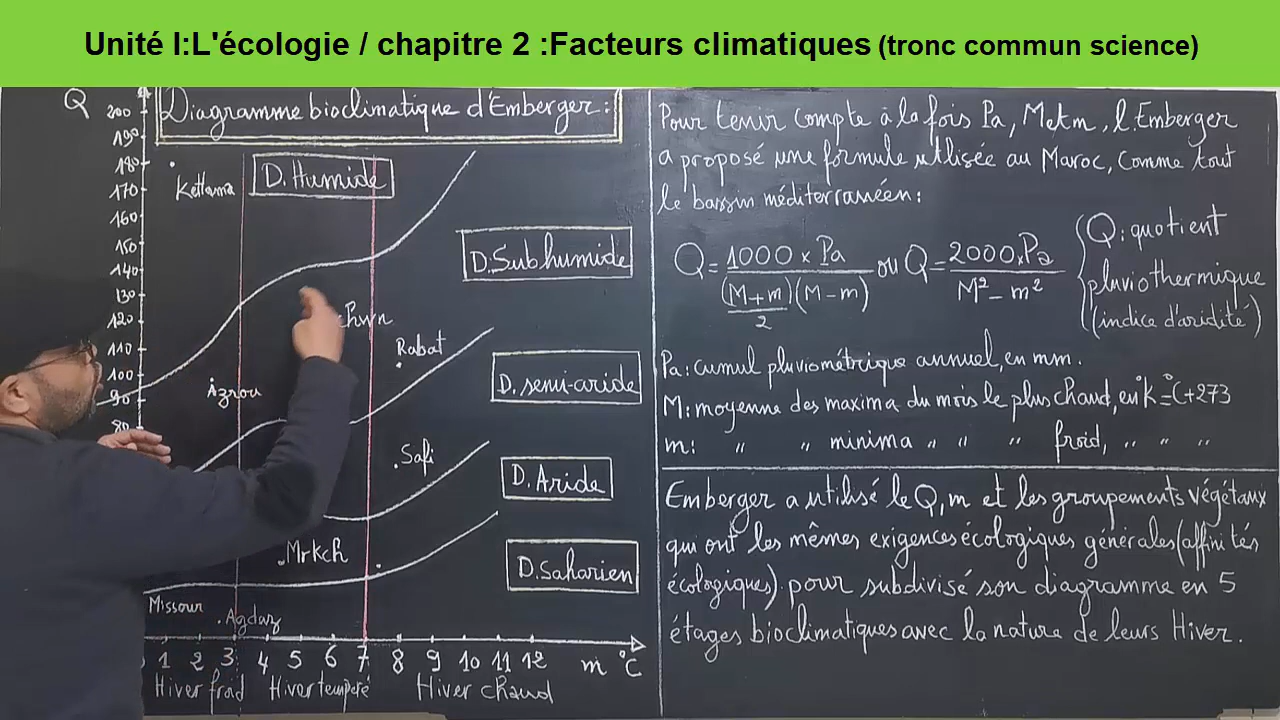 Unité I:L'écologie / chapitre 2 :Facteurs climatiques (tronc commun science)
Q
Diagramme bioclimatique d'Emberger:
200
190
180
170
160
150
140
130
120
110
100
90
80
Kettama
D. Humide
D. Subhumide
chwn
Rabat
Azrou
D. semi-aride
Safi
D. Aride
Mrkch
D. Saharien
Missour
Agdaz
1 2 3 4 5 6 7 8 9 10 11 12 m °C
Hiver froid Hiver tempéré Hiver chaud
Pour tenir compte à la fois Pa, M et m, l'Emberger
a proposé une formule utilisée au Maroc, comme tout
le bassin méditerranéen:
Q = 1000 x Pa / (M+m)/2 (M-m) ou Q = 2000 x Pa / M² - m²
Q: quotient
pluviothermique
(indice d'aridité)
Pa: cumul pluviométrique annuel, en mm.
M: moyenne des maxima du mois le plus chaud, en °K = °C+273
m: " " minima " " " froid, " " "
Emberger a utilisé le Q, m et les groupements végétaux
qui ont les mêmes exigences écologiques générales (affinités
écologiques) pour subdivisé son diagramme en 5
étages bioclimatiques avec la nature de leurs Hiver.